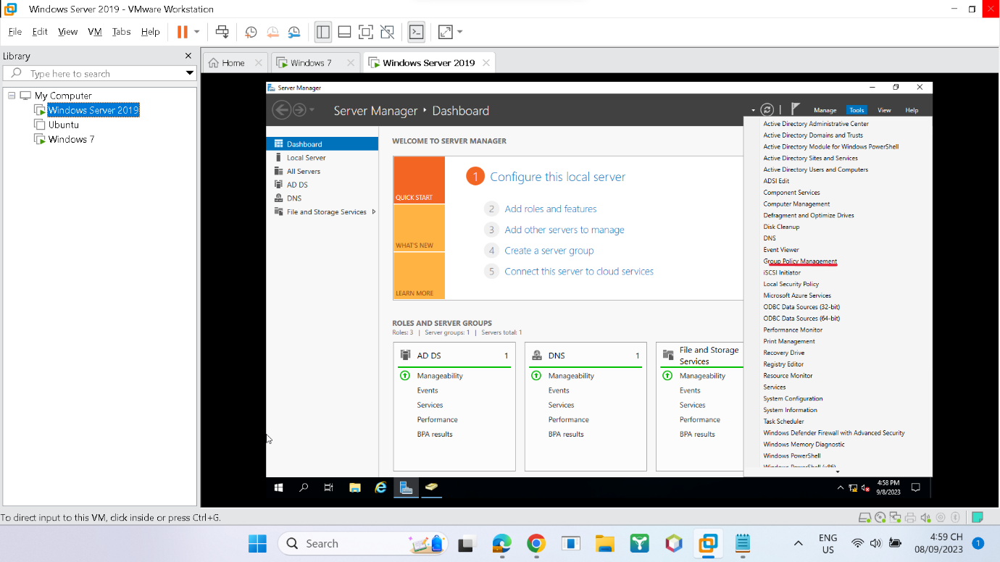 Windows Server 2019 - VMware Workstation
File Edit View VM Tabs Help
Library
Type here to search
My Computer
Windows Server 2019
Ubuntu
Windows 7
Home
Windows 7
Windows Server 2019
Server Manager
Server Manager ‣ Dashboard
Manage Tools View Help
Dashboard
Local Server
All Servers
AD DS
DNS
File and Storage Services
WELCOME TO SERVER MANAGER
QUICK START
WHAT'S NEW
LEARN MORE
1 Configure this local server
2 Add roles and features
3 Add other servers to manage
4 Create a server group
5 Connect this server to cloud services
ROLES AND SERVER GROUPS
Roles: 3 | Server groups: 1 | Servers total: 1
AD DS 1
Manageability
Events
Services
Performance
BPA results
DNS 1
Manageability
Events
Services
Performance
BPA results
File and Storage
Services
Manageability
Events
Services
Performance
BPA results
Active Directory Administrative Center
Active Directory Domains and Trusts
Active Directory Module for Windows PowerShell
Active Directory Sites and Services
Active Directory Users and Computers
ADSI Edit
Component Services
Computer Management
Defragment and Optimize Drives
Disk Cleanup
DNS
Event Viewer
Group Policy Management
iSCSI Initiator
Local Security Policy
Microsoft Azure Services
ODBC Data Sources (32-bit)
ODBC Data Sources (64-bit)
Performance Monitor
Print Management
Recovery Drive
Registry Editor
Resource Monitor
Services
System Configuration
System Information
Task Scheduler
Windows Defender Firewall with Advanced Security
Windows Memory Diagnostic
Windows PowerShell
Windows PowerShell (x86)
4:58 PM
9/8/2023
To direct input to this VM, click inside or press Ctrl+G.
Search
ENG
US
4:59 CH
08/09/2023
1